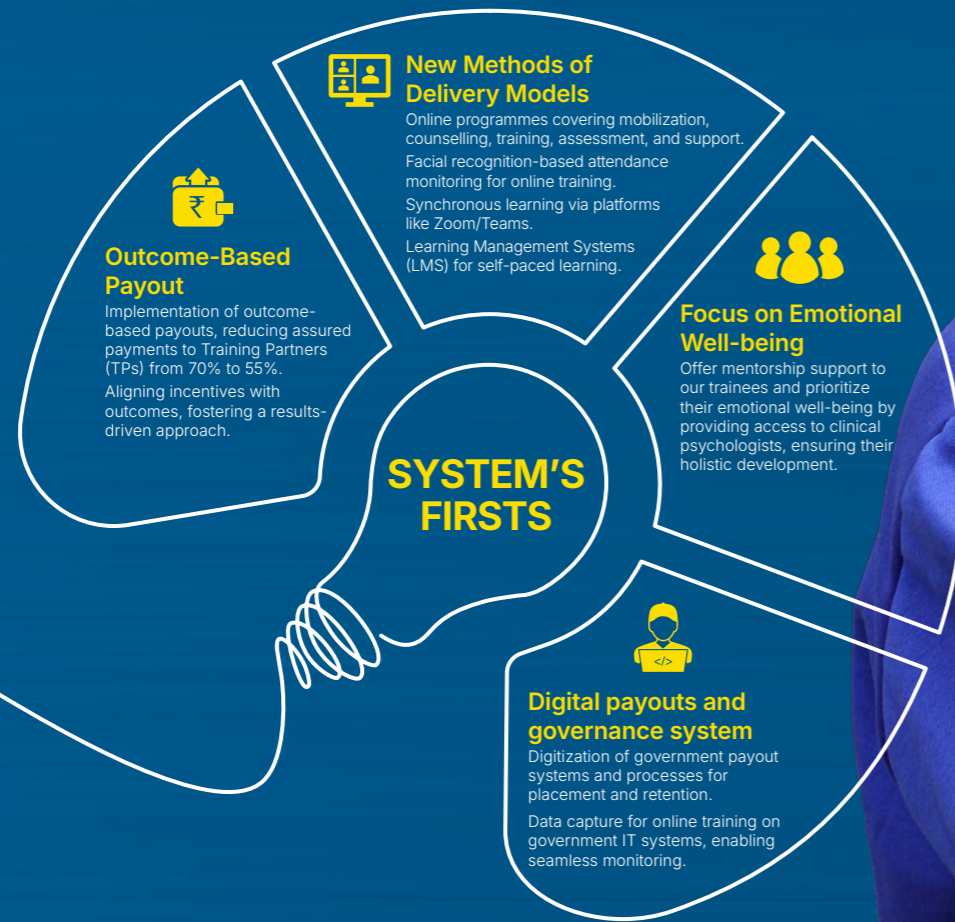 New Methods of
Delivery Models
Online programmes covering mobilization,
counselling, training, assessment, and support.
Facial recognition-based attendance
monitoring for online training.
Synchronous learning via platforms
like Zoom/Teams.
Learning Management Systems
(LMS) for self-paced learning.
₹
Outcome-Based
Payout
Implementation of outcome-
based payouts, reducing assured
payments to Training Partners
(TPs) from 70% to 55%.
Aligning incentives with
outcomes, fostering a results-
driven approach.
Focus on Emotional
Well-being
Offer mentorship support to
our trainees and prioritize
their emotional well-being by
providing access to clinical
psychologists, ensuring their
holistic development.
SYSTEM’S
FIRSTS
</>
Digital payouts and
governance system
Digitization of government payout
systems and processes for
placement and retention.
Data capture for online training on
government IT systems, enabling
seamless monitoring.